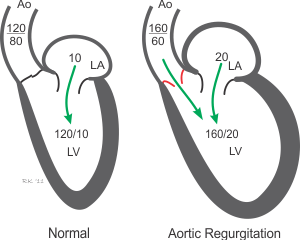 Ao
120
80
10
LA
120/10
LV
R.K. '11
Normal
Ao
160
60
20
LA
160/20
LV
Aortic Regurgitation